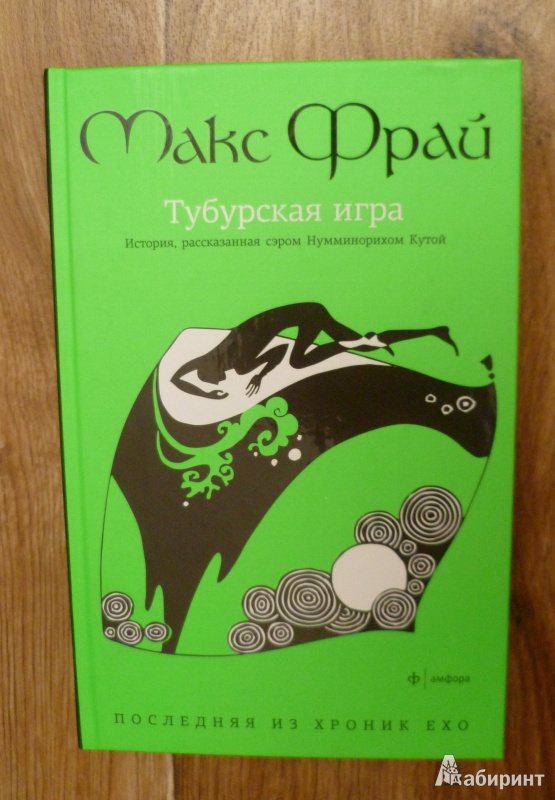 Макс Фрай
Тубурская игра
История, рассказанная сэром Нумминорихом Кутой
Ф | амфора
ПОСЛЕДНЯЯ ИЗ ХРОНИК ЕХО
Лабиринт